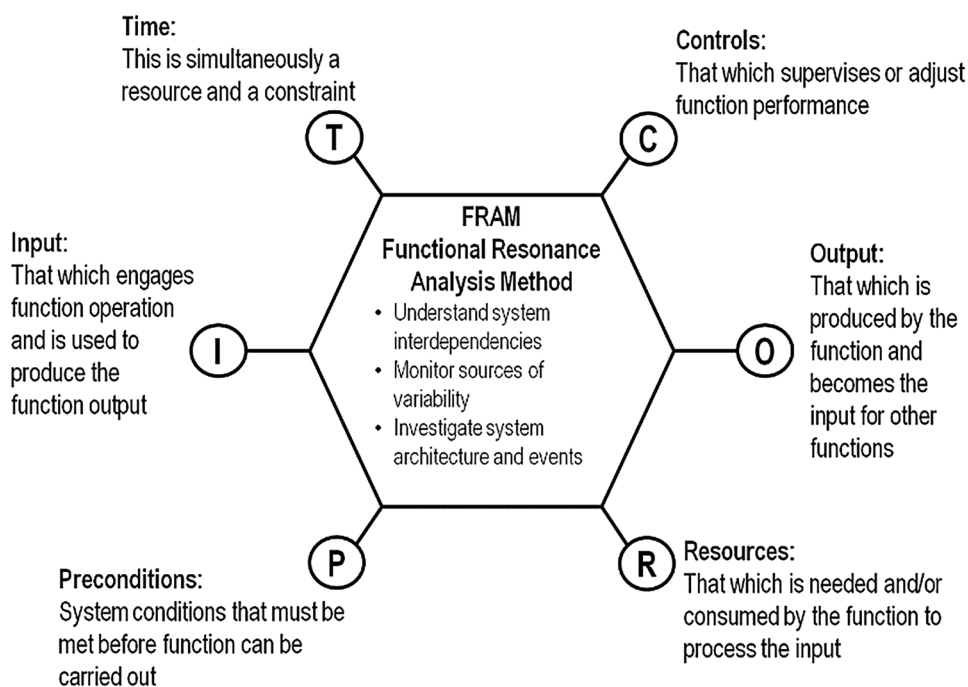 Time:
This is simultaneously a
resource and a constraint
T
Controls:
That which supervises or adjust
function performance
C
FRAM
Functional Resonance
Analysis Method
• Understand system
interdependencies
• Monitor sources of
variability
• Investigate system
architecture and events
Input:
That which engages
function operation
and is used to
produce the
function output
I
Output:
That which is
produced by the
function and
becomes the
input for other
functions
O
P
Preconditions:
System conditions that must be
met before function can be
carried out
R
Resources:
That which is needed and/or
consumed by the function to
process the input